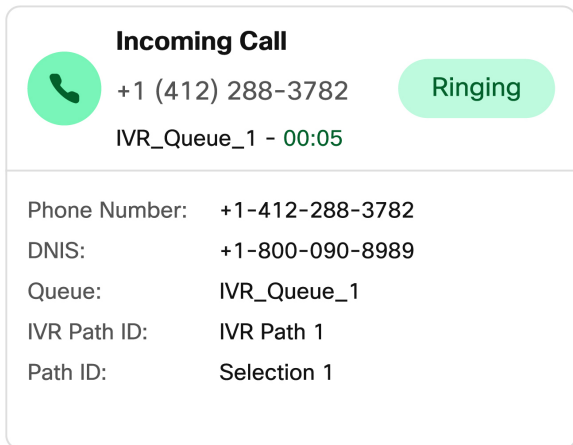 Incoming Call
+1 (412) 288-3782
Ringing
IVR_Queue_1 - 00:05
Phone Number: +1-412-288-3782
DNIS: +1-800-090-8989
Queue: IVR_Queue_1
IVR Path ID: IVR Path 1
Path ID: Selection 1